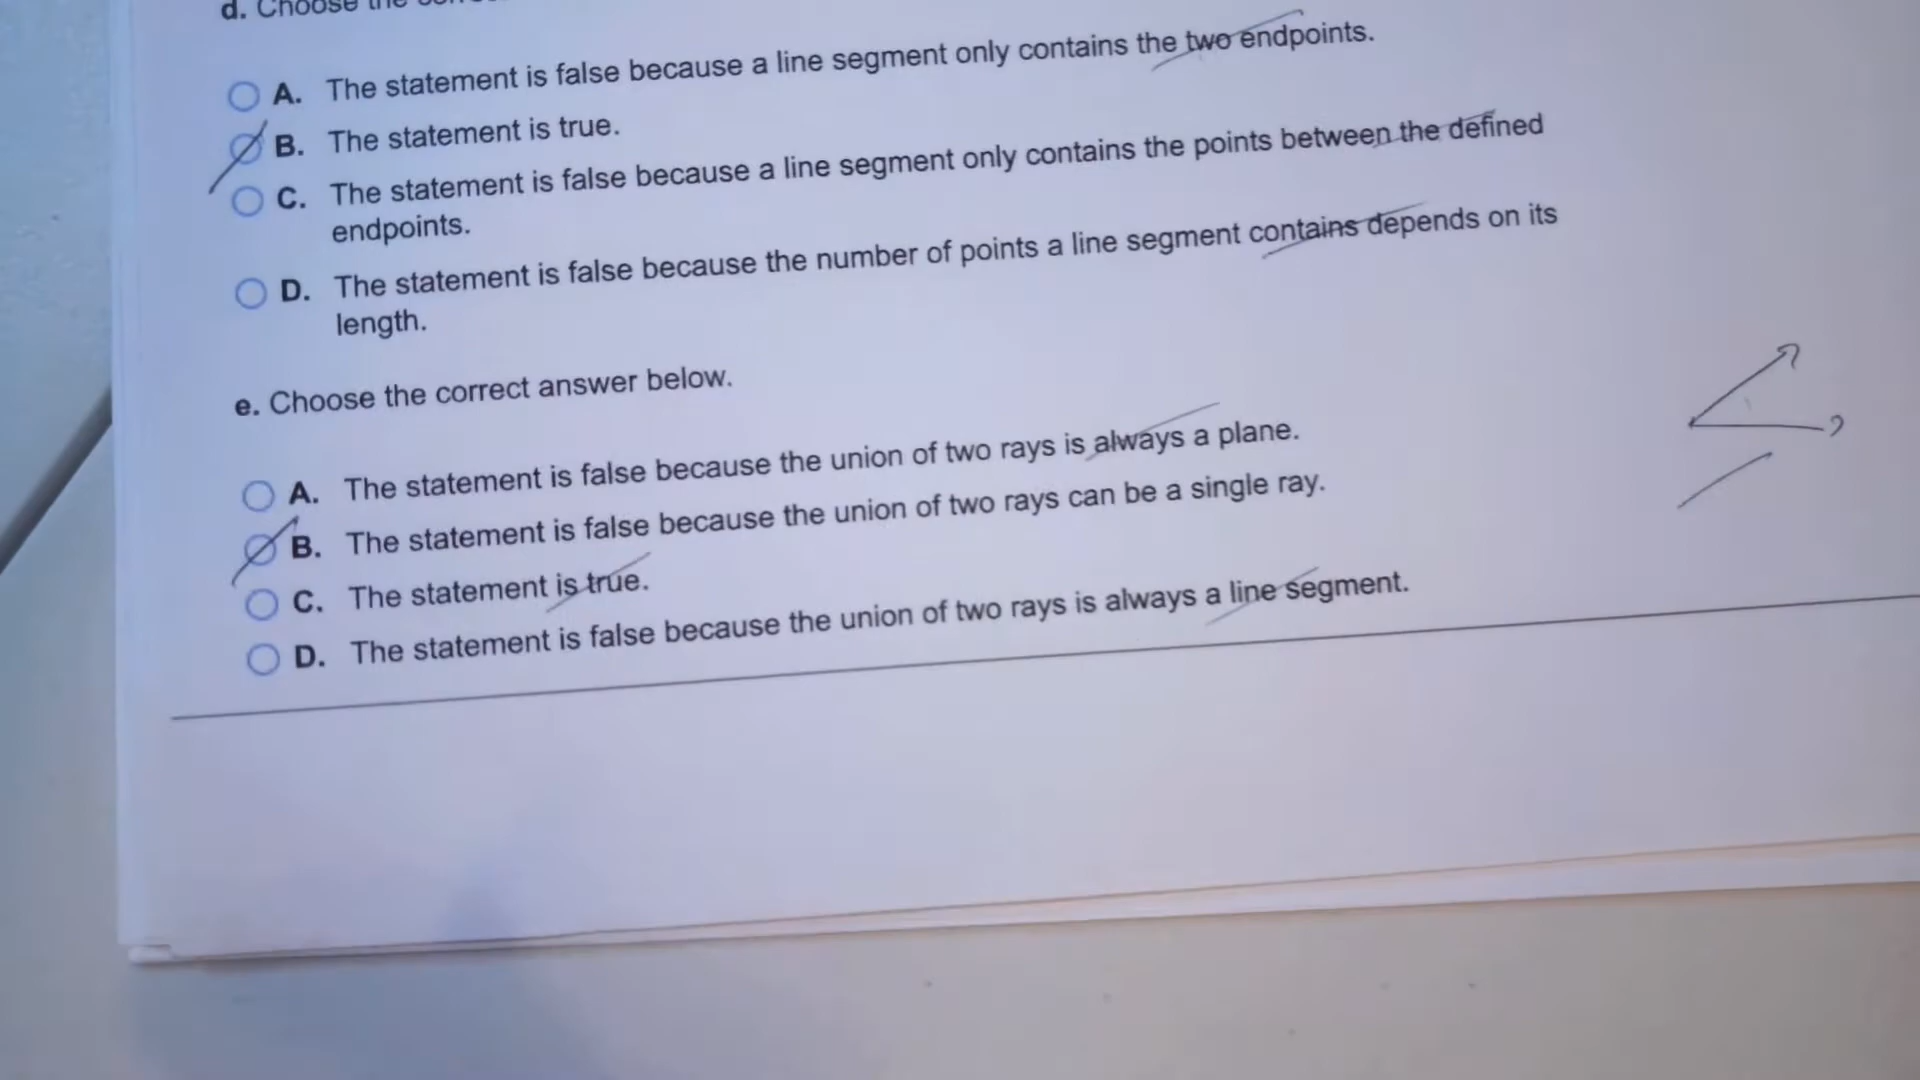 d. Choose the
A. The statement is false because a line segment only contains the two endpoints.
B. The statement is true.
C. The statement is false because a line segment only contains the points between the defined
endpoints.
D. The statement is false because the number of points a line segment contains depends on its
length.
e. Choose the correct answer below.
A. The statement is false because the union of two rays is always a plane.
B. The statement is false because the union of two rays can be a single ray.
C. The statement is true.
D. The statement is false because the union of two rays is always a line segment.